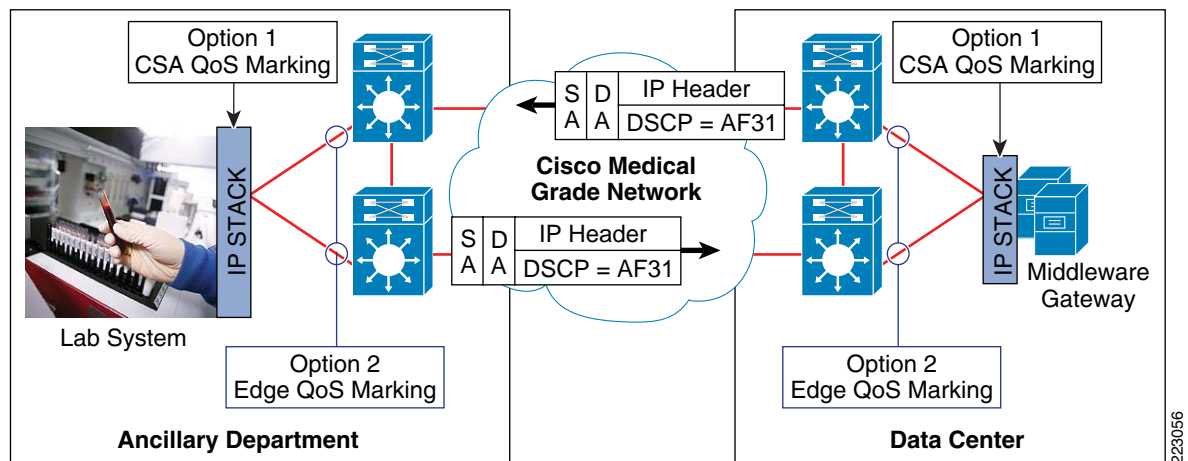 Option 1
CSA QoS Marking
IP STACK
Lab System
Option 2
Edge QoS Marking
Ancillary Department
S
A
D
A
IP Header
DSCP = AF31
Cisco Medical
Grade Network
S
A
D
A
IP Header
DSCP = AF31
Option 1
CSA QoS Marking
IP STACK
Middleware
Gateway
Option 2
Edge QoS Marking
Data Center
223056